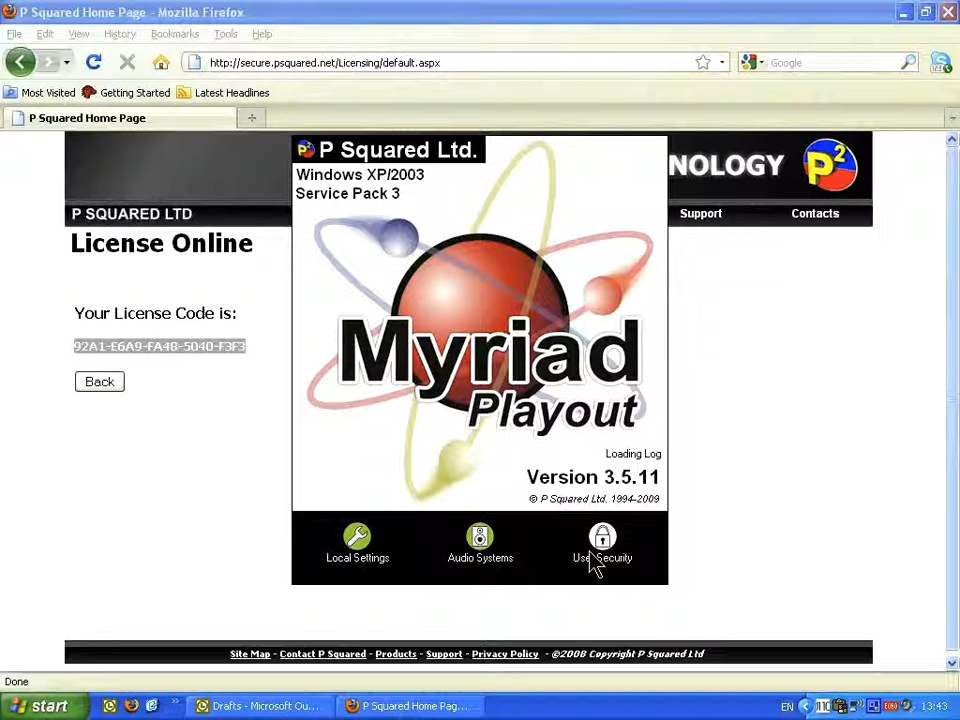 P Squared Home Page - Mozilla Firefox
File Edit View History Bookmarks Tools Help
http://secure.psquared.net/Licensing/default.aspx
Google
Most Visited Getting Started Latest Headlines
P Squared Home Page
P Squared Ltd.
Windows XP/2003
Service Pack 3
NOLOGY P2
P SQUARED LTD
Support Contacts
License Online
Your License Code is:
92A1-E6A9-FA48-5040-F3F3
Back
Myriad
Playout
Loading Log
Version 3.5.11
© P Squared Ltd. 1994-2009
Local Settings Audio Systems User Security
Site Map - Contact P Squared - Products - Support - Privacy Policy - ©2008 Copyright P Squared Ltd
Done
start Drafts - Microsoft Ou... P Squared Home Pag... EN 13:43